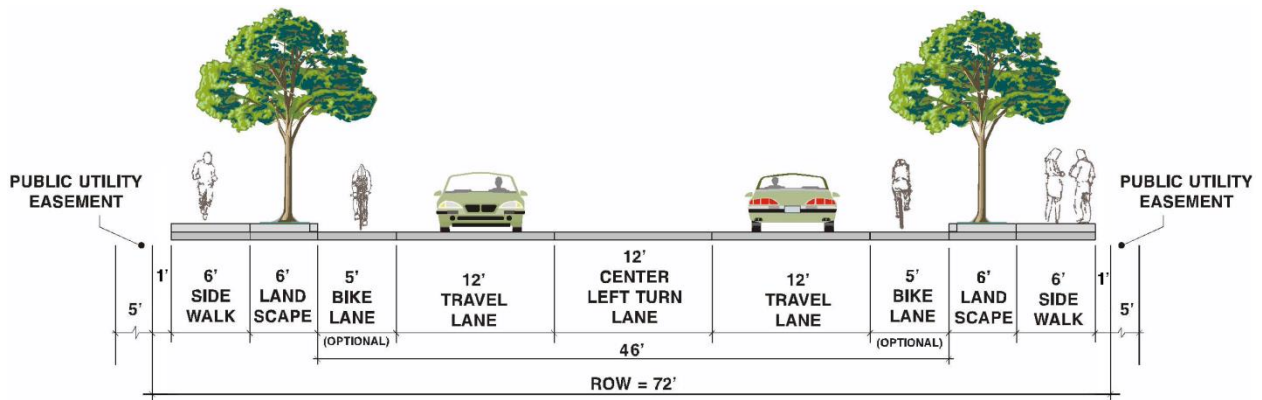 PUBLIC UTILITY
EASEMENT
PUBLIC UTILITY
EASEMENT
5'
1'
6'
SIDE
WALK
6'
LAND
SCAPE
5'
BIKE
LANE
(OPTIONAL)
12'
TRAVEL
LANE
12'
CENTER
LEFT TURN
LANE
12'
TRAVEL
LANE
5'
BIKE
LANE
(OPTIONAL)
6'
LAND
SCAPE
6'
SIDE
WALK
1'
5'
46'
ROW = 72'